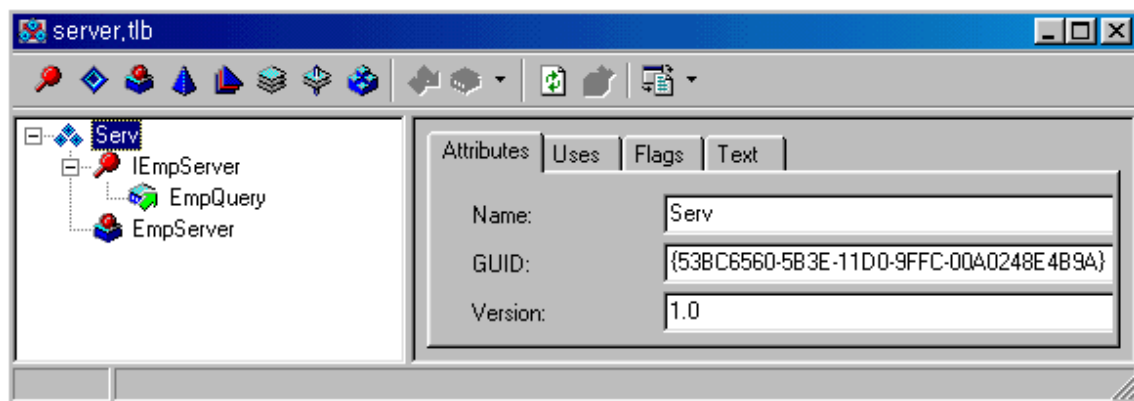 server.tlb
Serv
IEmpServer
EmpQuery
EmpServer
Attributes Uses Flags Text
Name: Serv
GUID: {53BC6560-5B3E-11D0-9FFC-00A0248E4B9A}
Version: 1.0